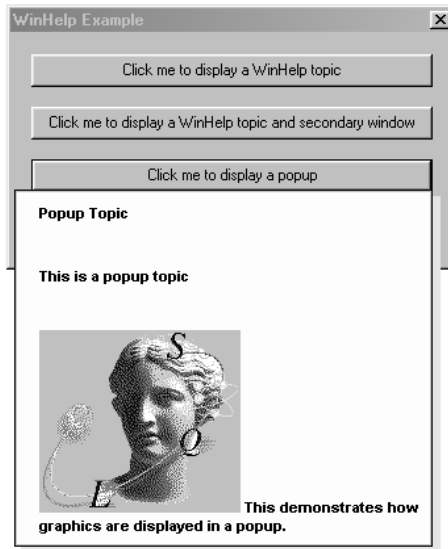 WinHelp Example
Click me to display a WinHelp topic
Click me to display a WinHelp topic and secondary window
Click me to display a popup
Popup Topic
This is a popup topic
S
Q
L
This demonstrates how
graphics are displayed in a popup.